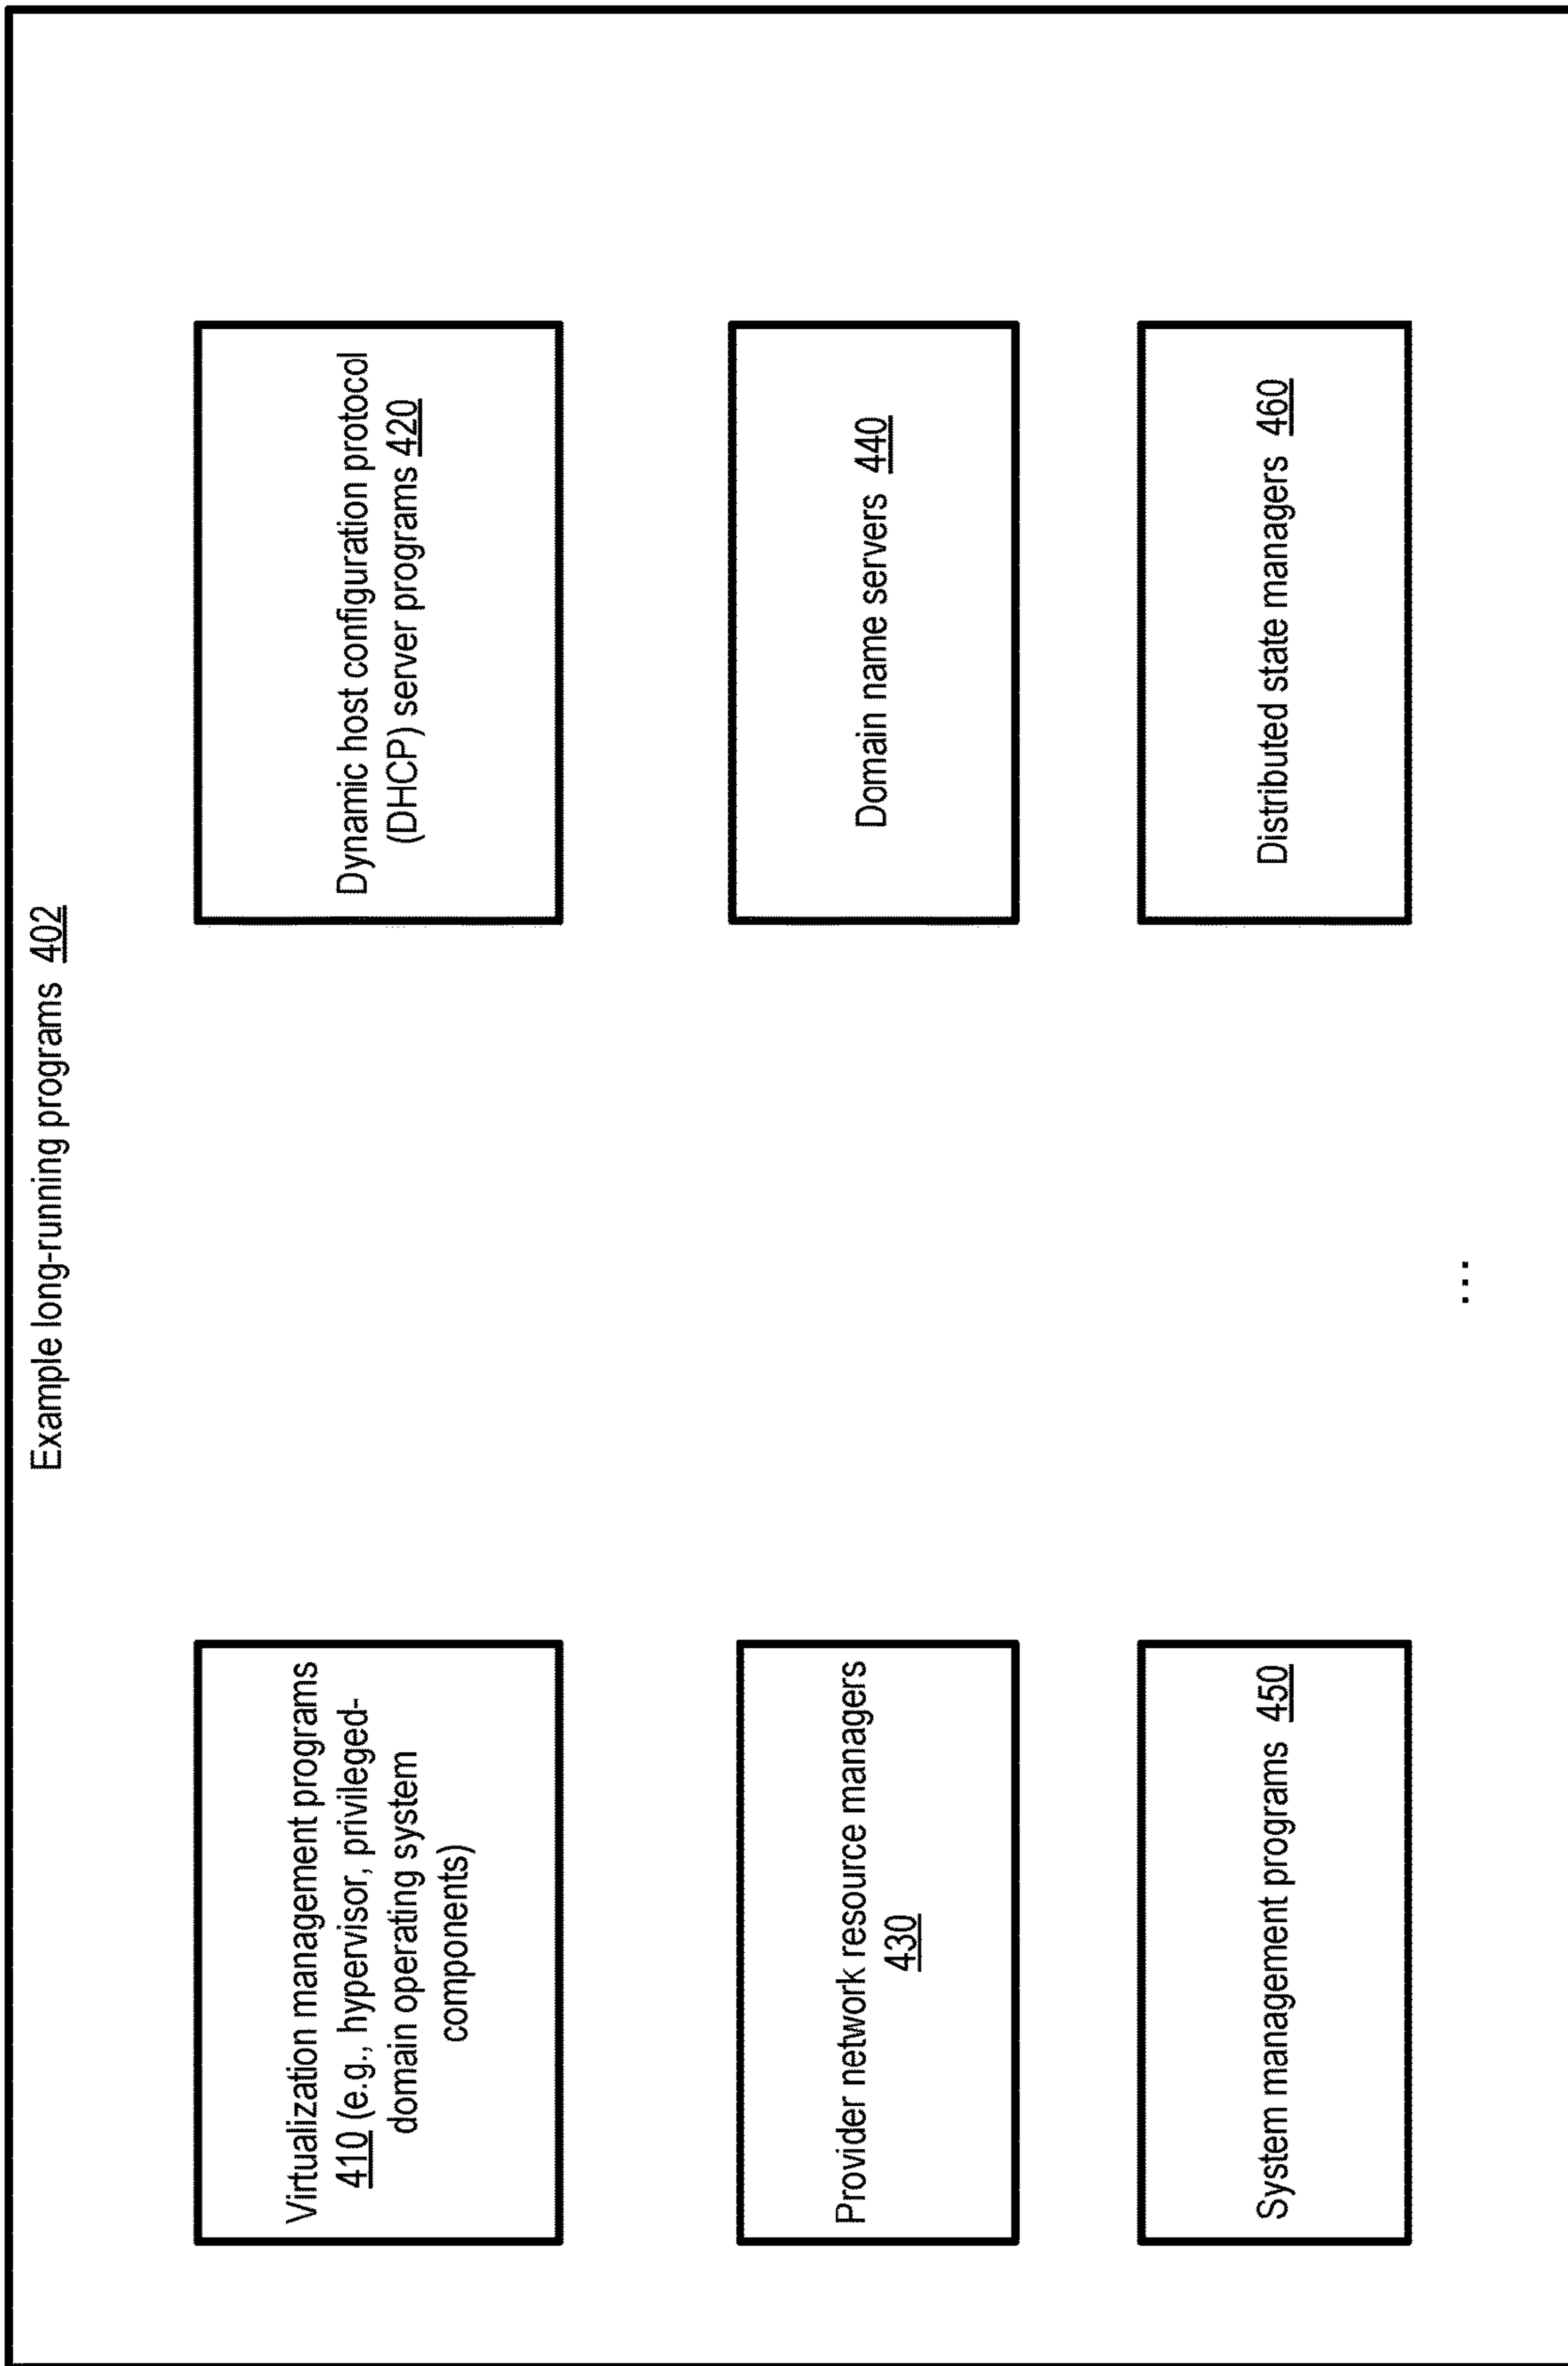 Example long-running programs 402
Virtualization management programs
410 (e.g., hypervisor, privileged-
domain operating system
components)
Dynamic host configuration protocol
(DHCP) server programs 420
Provider network resource managers
430
Domain name servers 440
System management programs 450
Distributed state managers 460
...